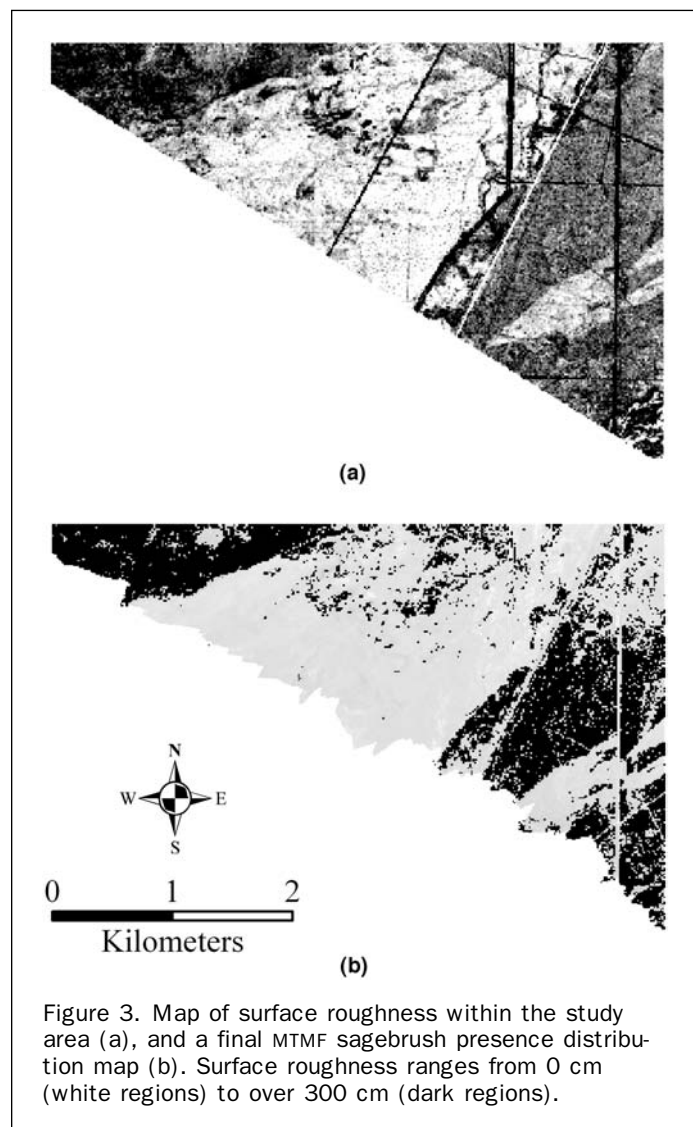 (a)
N
W E
S
0 1 2
Kilometers
(b)
Figure 3. Map of surface roughness within the study
area (a), and a final MTMF sagebrush presence distribu-
tion map (b). Surface roughness ranges from 0 cm
(white regions) to over 300 cm (dark regions).